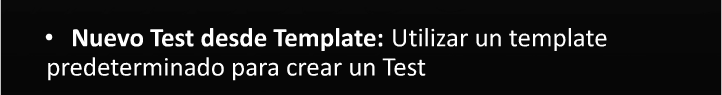 • Nuevo Test desde Template: Utilizar un template
predeterminado para crear un Test